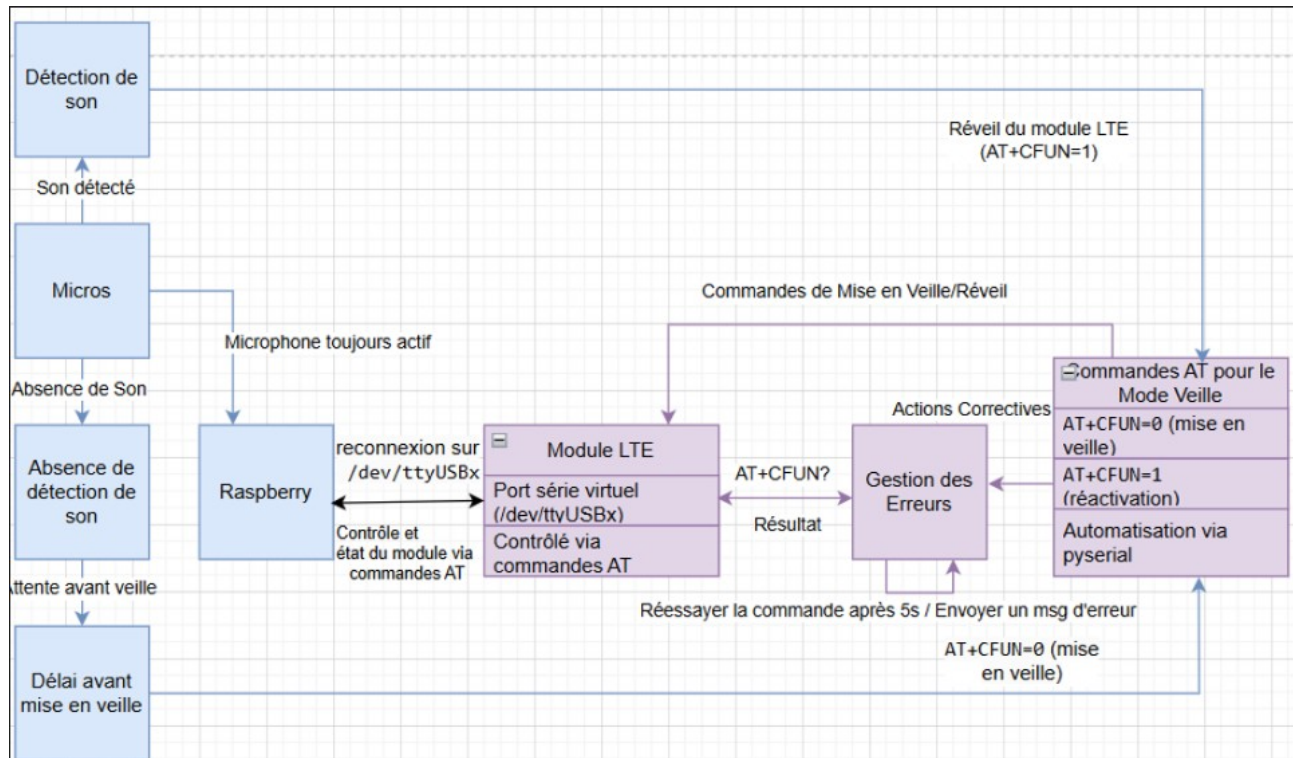 Détection de
son
Réveil du module LTE
(AT+CFUN=1)
Son détecté
Micros
Commandes de Mise en Veille/Réveil
Microphone toujours actif
Absence de Son
Absence de
détection de
son
Raspberry
reconnexion sur
/dev/ttyUSBx
Contrôle et
état du module via
commandes AT
Module LTE
Port série virtuel
(/dev/ttyUSBx)
Contrôlé via
commandes AT
AT+CFUN?
Résultat
Actions Correctives
Gestion des
Erreurs
Commandes AT pour le
Mode Veille
AT+CFUN=0 (mise en
veille)
AT+CFUN=1
(réactivation)
Automatisation via
pyserial
ttente avant veille
Réessayer la commande après 5s / Envoyer un msg d'erreur
AT+CFUN=0 (mise
en veille)
Délai avant
mise en veille